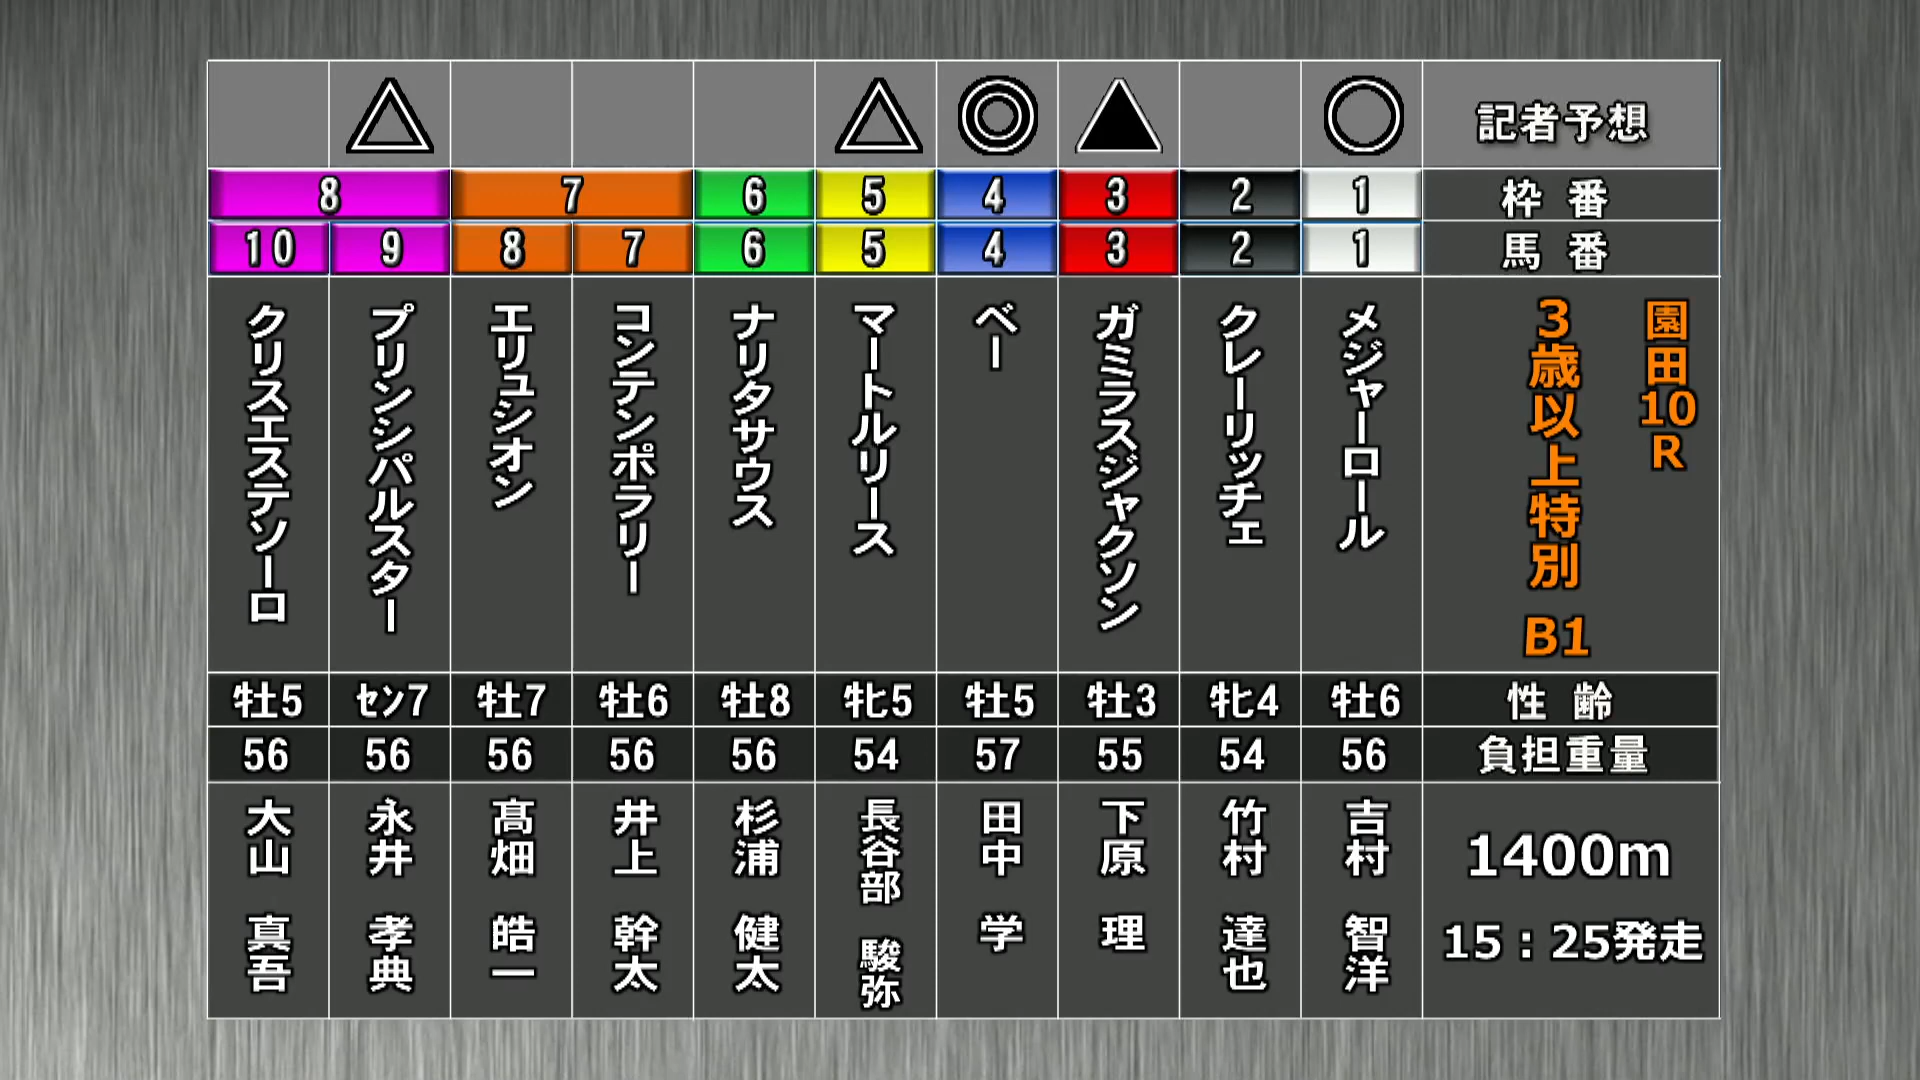 記者予想
○ ▲ ◎ △ △
枠番
1 2 3 4 5 6 7 8
馬番
1 2 3 4 5 6 7 8 9 10
園田10R
3歳以上特別 B1
メジャーロール
クレーリッチェ
ガミラスジャクソン
ベー
マートルリース
ナリタサウス
コンテンポラリー
エリュシオン
プリンシパルスター
クリスエステソーロ
性齢
牡6 牝4 牡3 牡5 牝5 牡8 牡6 牡7 セン7 牡5
負担重量
56 54 55 57 54 56 56 56 56 56
1400m
15:25発走
吉村 智洋
竹村 達也
下原 理
田中 学
長谷部 駿弥
杉浦 健太
井上 幹太
髙畑 皓一
永井 孝典
大山 真吾